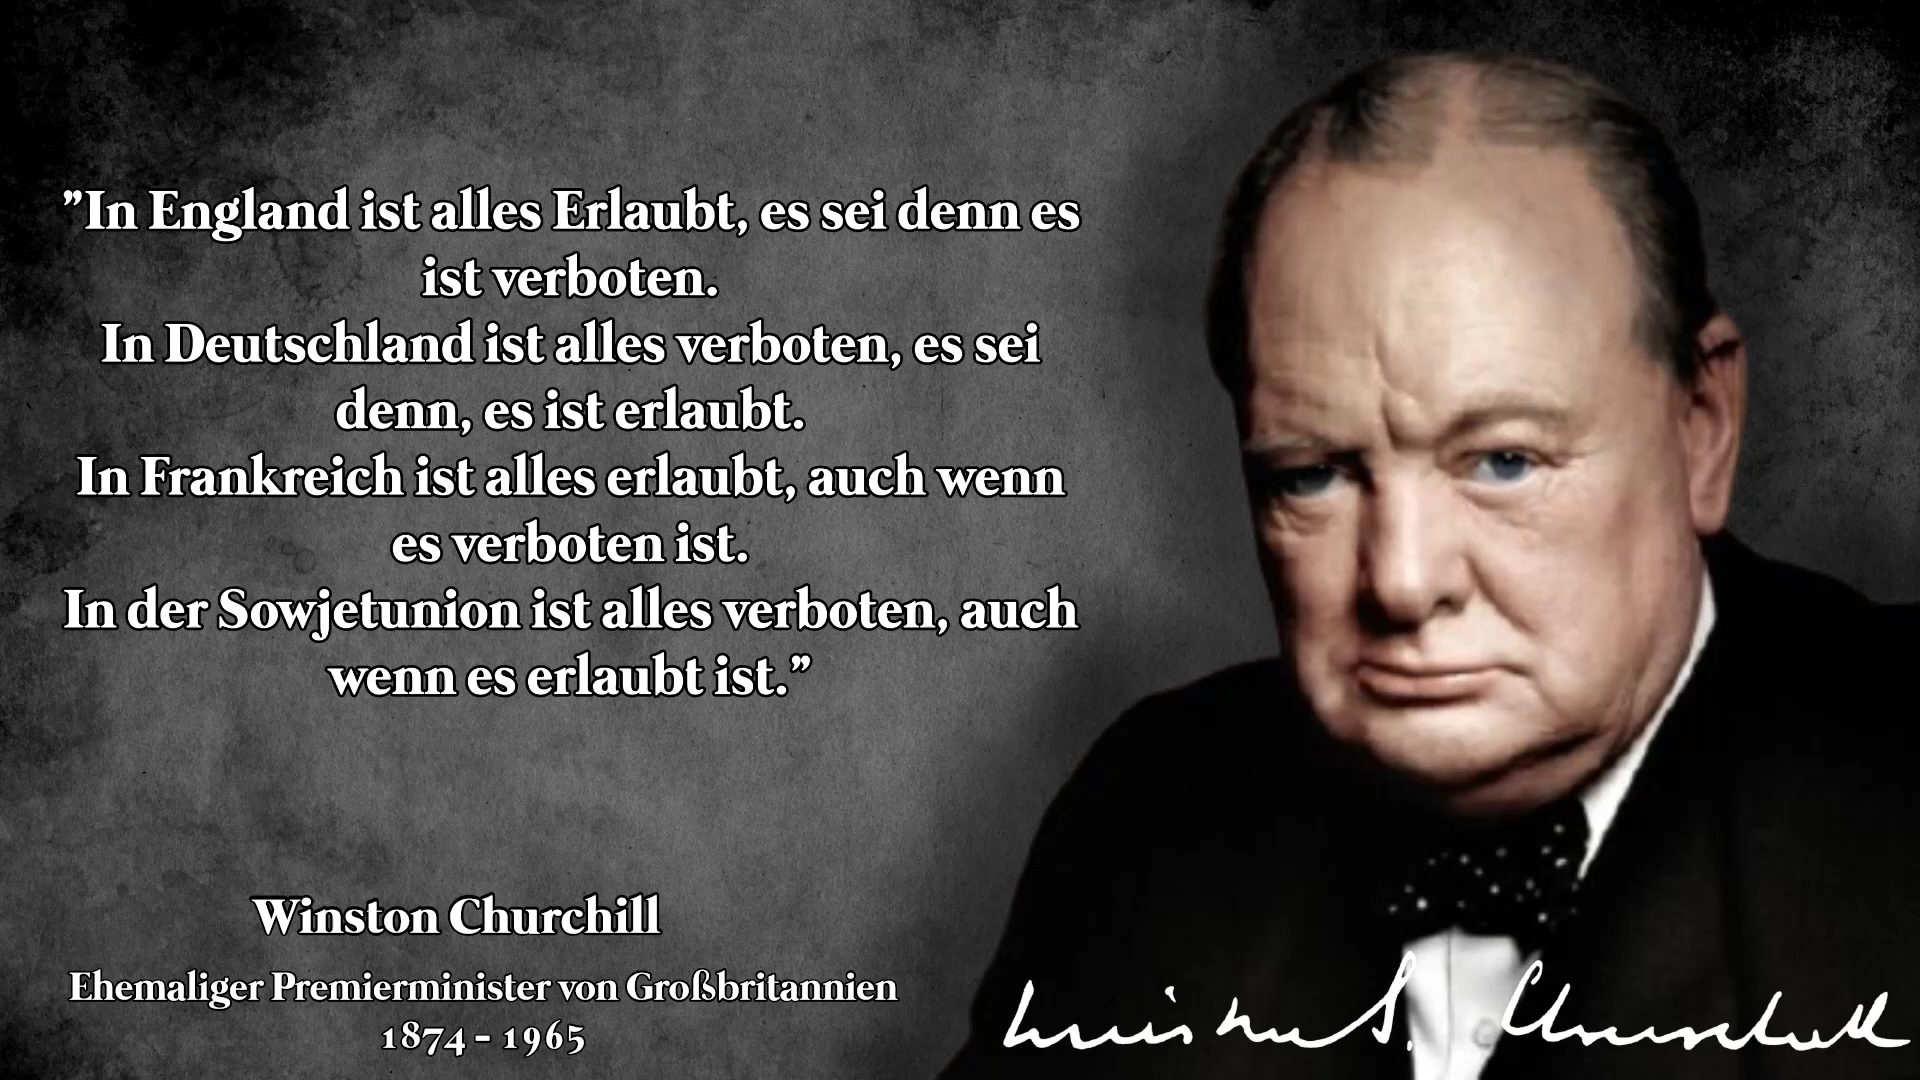 ”In England ist alles Erlaubt, es sei denn es
ist verboten.
In Deutschland ist alles verboten, es sei
denn, es ist erlaubt.
In Frankreich ist alles erlaubt, auch wenn
es verboten ist.
In der Sowjetunion ist alles verboten, auch
wenn es erlaubt ist.”
Winston Churchill
Ehemaliger Premierminister von Großbritannien
1874 - 1965
Winston S. Churchill